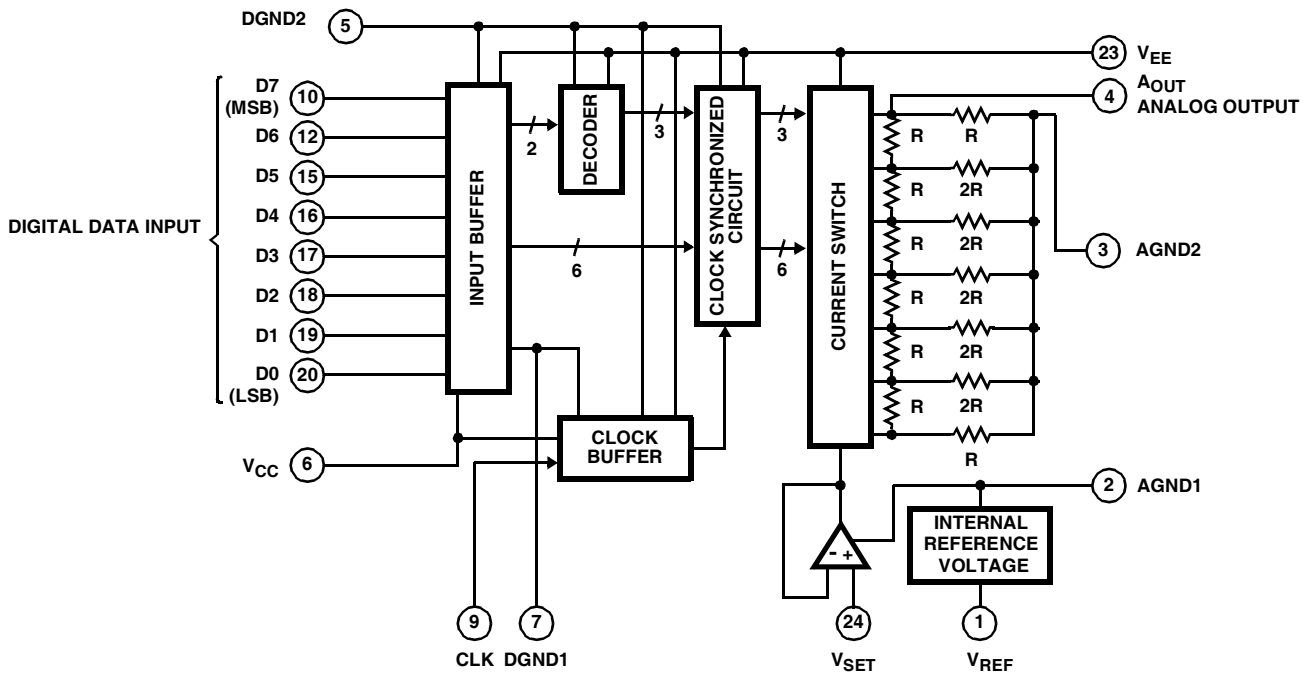 DGND2
5
23
VEE
D7
(MSB)
10
4
AOUT
ANALOG OUTPUT
D6
12
D5
15
D4
16
D3
17
D2
18
D1
19
D0
(LSB)
20
DIGITAL DATA INPUT
INPUT BUFFER
2
DECODER
3
6
CLOCK SYNCHRONIZED
CIRCUIT
3
6
CURRENT SWITCH
R
R
R
2R
R
2R
R
2R
R
2R
R
2R
R
3
AGND2
VCC
6
CLOCK
BUFFER
2
AGND1
INTERNAL
REFERENCE
VOLTAGE
- +
9
7
24
1
CLK
DGND1
VSET
VREF